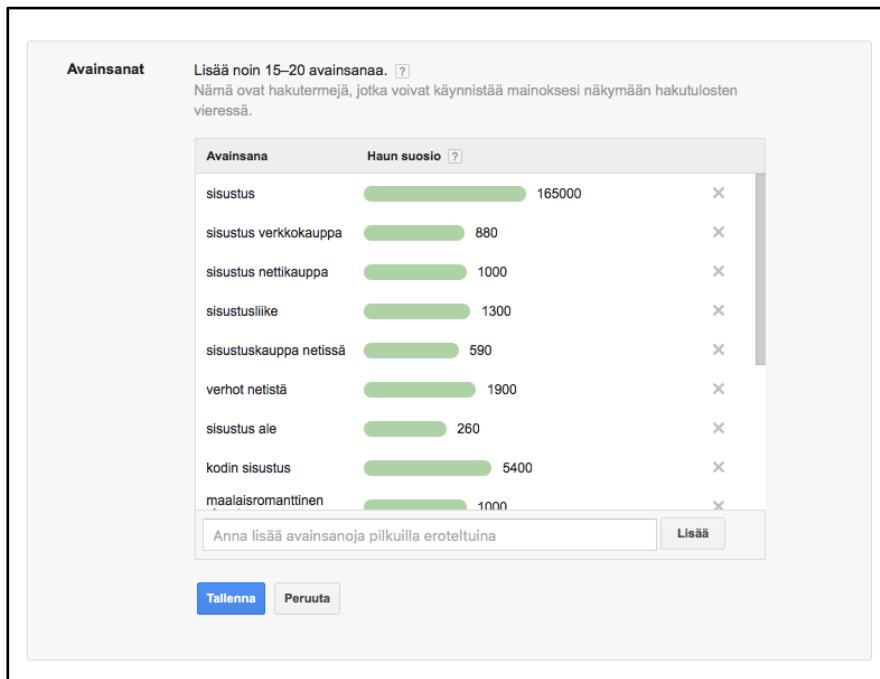 Avainsanat
Lisää noin 15–20 avainsanaa. ?
Nämä ovat hakutermejä, jotka voivat käynnistää mainoksesi näkymään hakutulosten
vieressä.
Avainsana Haun suosio ?
sisustus 165000
sisustus verkkokauppa 880
sisustus nettikauppa 1000
sisustusliike 1300
sisustuskauppa netissä 590
verhot netistä 1900
sisustus ale 260
kodin sisustus 5400
maalaisromanttinen 1000
Anna lisää avainsanoja pilkuilla eroteltuina Lisää
Tallenna Peruuta